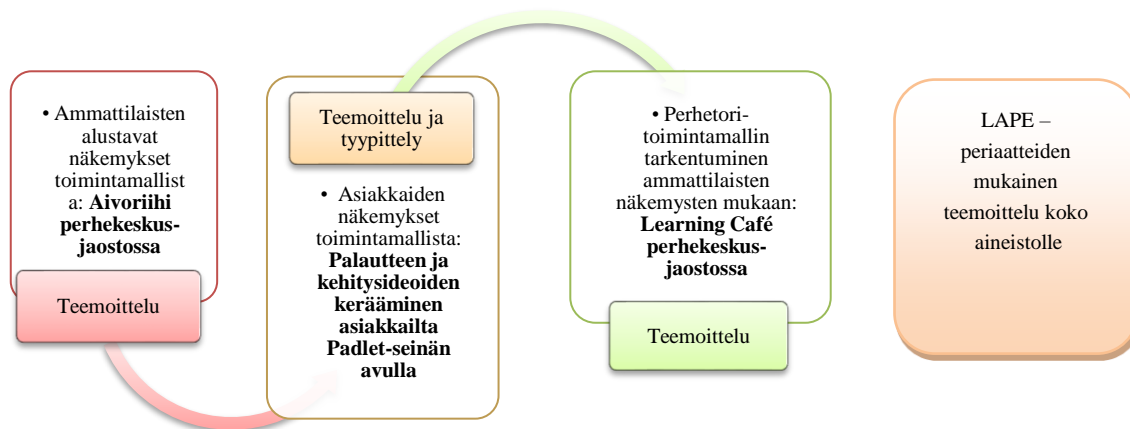 • Ammattilaisten
alustavat
näkemykset
toimintamallist
a: Aivoriihi
perhekeskus-
jaostossa
Teemoittelu
Teemoittelu ja
tyypittely
• Asiakkaiden
näkemykset
toimintamallista:
Palautteen ja
kehitysideoiden
kerääminen
asiakkailta
Padlet-seinän
avulla
• Perhetori-
toimintamallin
tarkentuminen
ammattilaisten
näkemysten mukaan:
Learning Café
perhekeskus-
jaostossa
Teemoittelu
LAPE –
periaatteiden
mukainen
teemoittelu koko
aineistolle